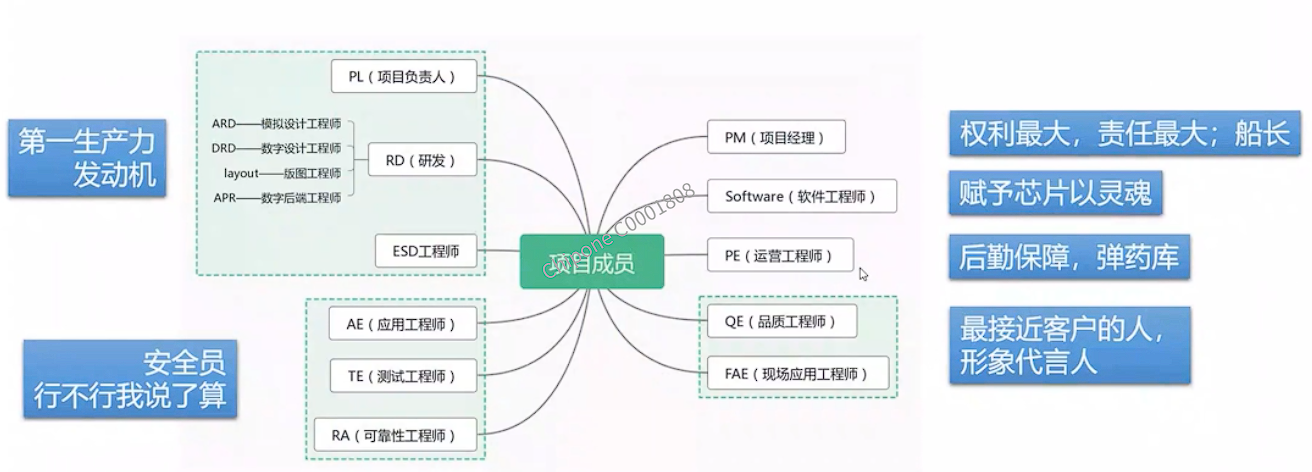 第一生产力
发动机
PL（项目负责人）
ARD——模拟设计工程师
DRD——数字设计工程师
layout——版图工程师
APR——数字后端工程师
RD（研发）
ESD工程师
安全员
行不行我说了算
AE（应用工程师）
TE（测试工程师）
RA（可靠性工程师）
项目成员
Chipone C0001808
PM（项目经理）
Software（软件工程师）
PE（运营工程师）
QE（品质工程师）
FAE（现场应用工程师）
权利最大，责任最大；船长
赋予芯片以灵魂
后勤保障，弹药库
最接近客户的人，
形象代言人